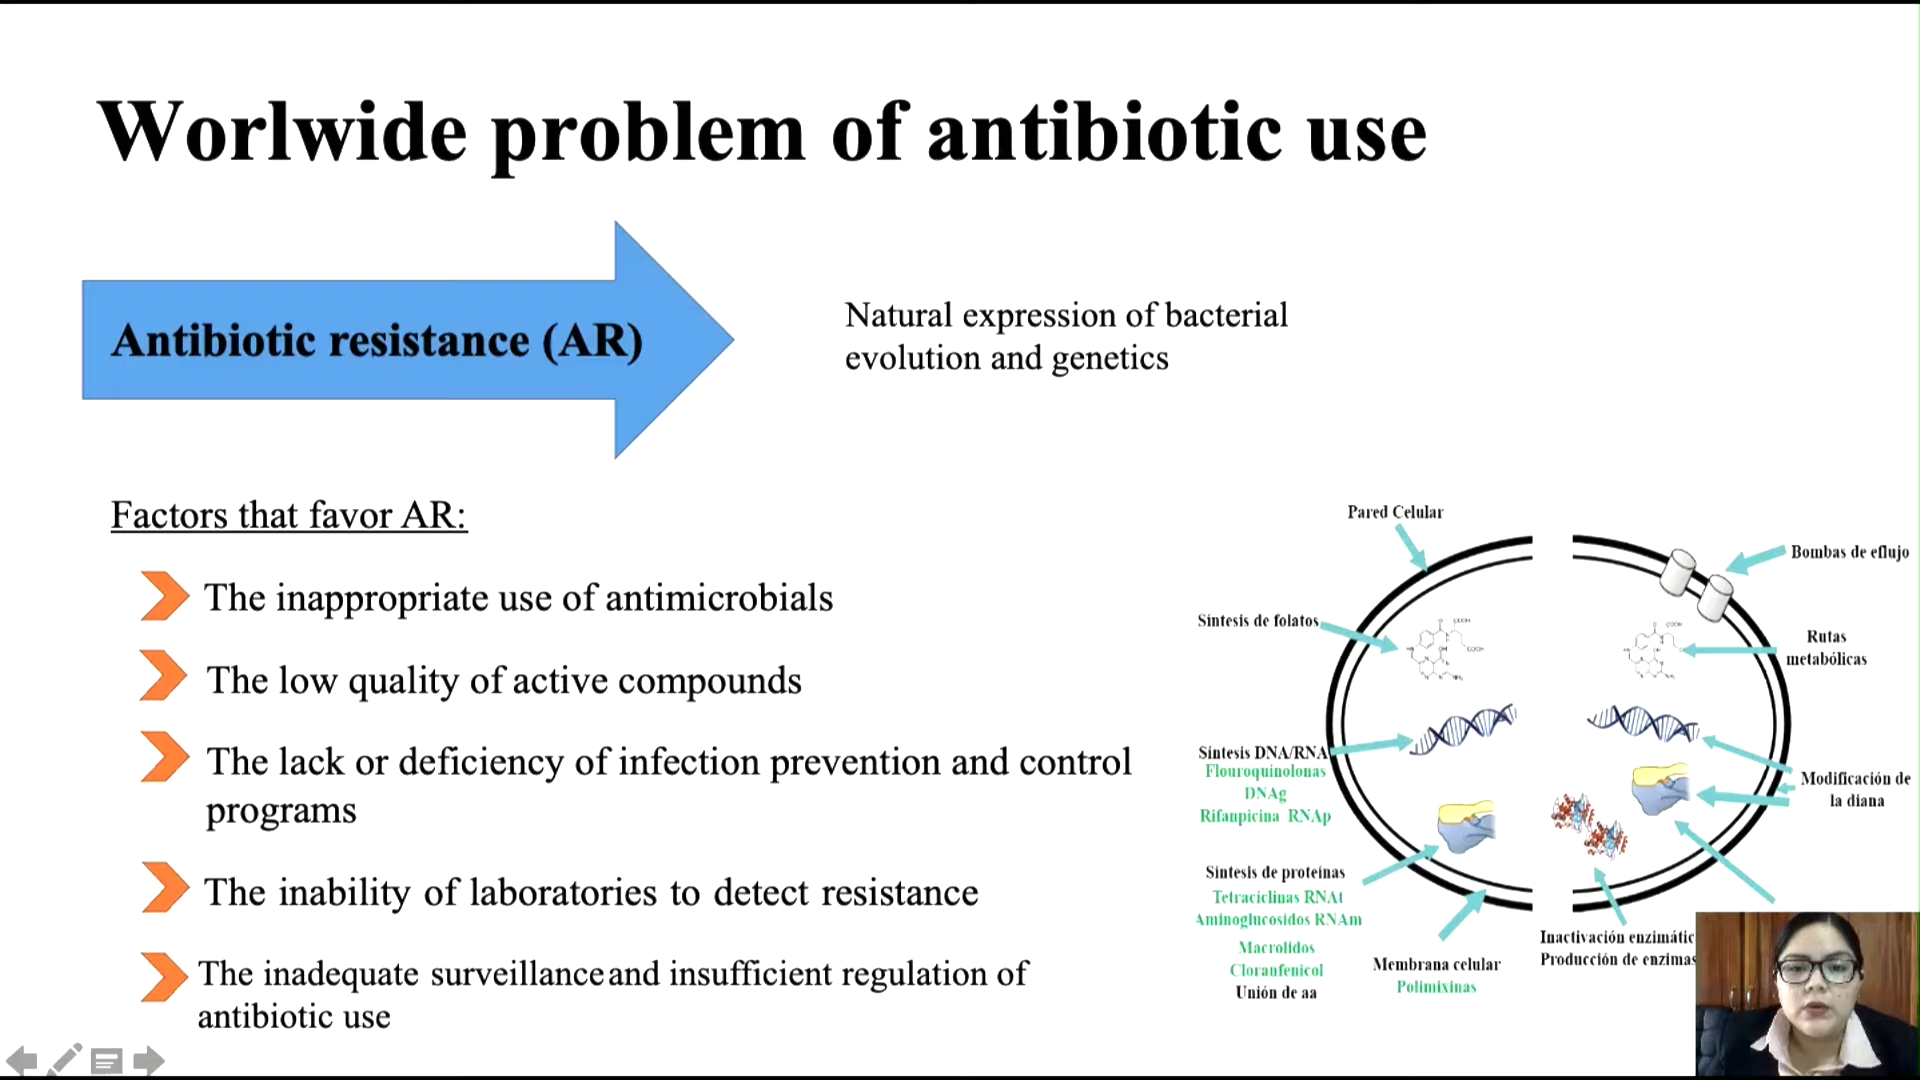 Worlwide problem of antibiotic use
Antibiotic resistance (AR)
Natural expression of bacterial
evolution and genetics
Factors that favor AR:
The inappropriate use of antimicrobials
The low quality of active compounds
The lack or deficiency of infection prevention and control
programs
The inability of laboratories to detect resistance
The inadequate surveillance and insufficient regulation of
antibiotic use
Pared Celular
Síntesis de folatos
Síntesis DNA/RNA
Flouroquinolonas
DNAg
Rifanpicina RNAp
Síntesis de proteínas
Tetraciclinas RNAt
Aminoglucosidos RNAm
Macrolidos
Cloranfenicol
Unión de aa
Membrana celular
Polimixinas
Bombas de eflujo
Rutas
metabólicas
Modificación de
la diana
Inactivación enzimátic
Producción de enzimas